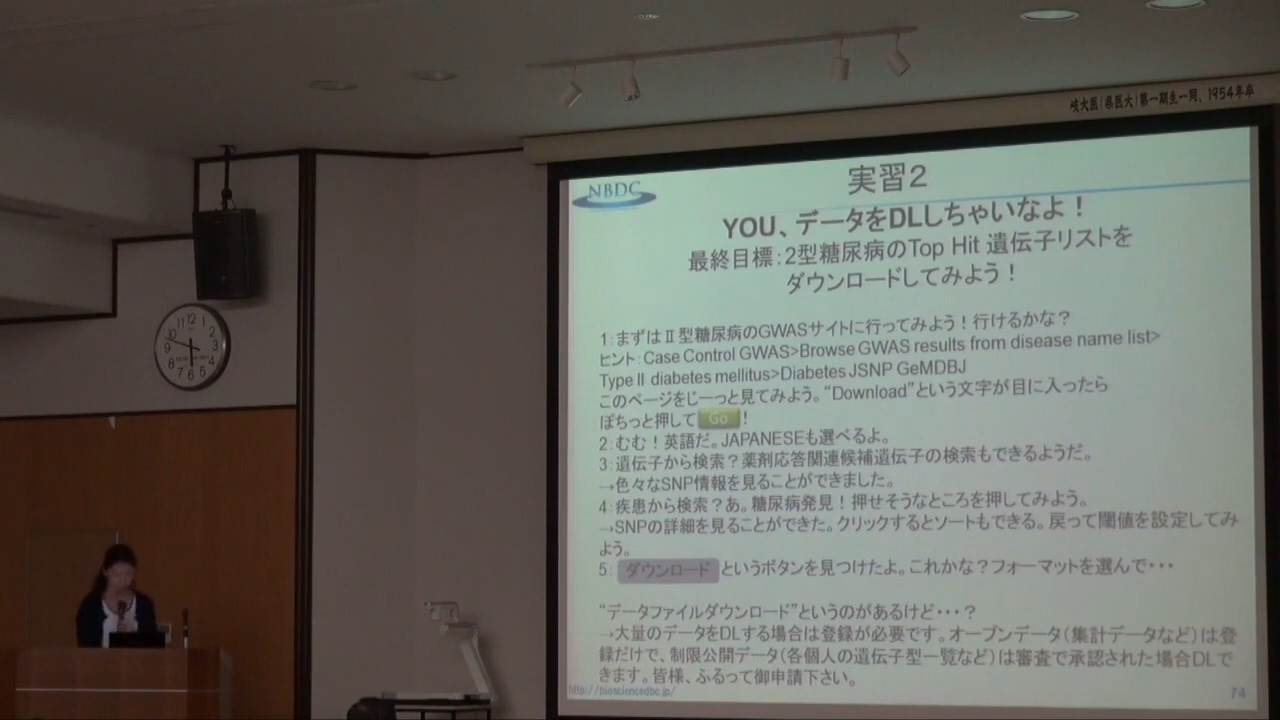 岐大医(県医大)第一期生一同、1954年卒
NBDC
実習2
YOU、データをDLしちゃいなよ！
最終目標：2型糖尿病のTop Hit 遺伝子リストを
ダウンロードしてみよう！
1：まずはⅡ型糖尿病のGWASサイトに行ってみよう！行けるかな？
ヒント：Case Control GWAS>Browse GWAS results from disease name list>
Type II diabetes mellitus>Diabetes JSNP GeMDBJ
このページをじーっと見てみよう。“Download”という文字が目に入ったら
ぽちっと押して Go ！
2：むむ！英語だ。JAPANESEも選べるよ。
3：遺伝子から検索？薬剤応答関連候補遺伝子の検索もできるようだ。
→色々なSNP情報を見ることができました。
4：疾患から検索？あ。糖尿病発見！押せそうなところを押してみよう。
→SNPの詳細を見ることができた。クリックするとソートもできる。戻って閾値を設定してみ
よう。
5： ダウンロード というボタンを見つけたよ。これかな？フォーマットを選んで・・・
“データファイルダウンロード”というのがあるけど・・・？
→大量のデータをDLする場合は登録が必要です。オープンデータ（集計データなど）は登
録だけで、制限公開データ（各個人の遺伝子型一覧など）は審査で承認された場合DLで
きます。皆様、ふるって御申請下さい。
http://biosciencedbc.jp/
74
12
1
2
3
4
5
6
7
8
9
10
11